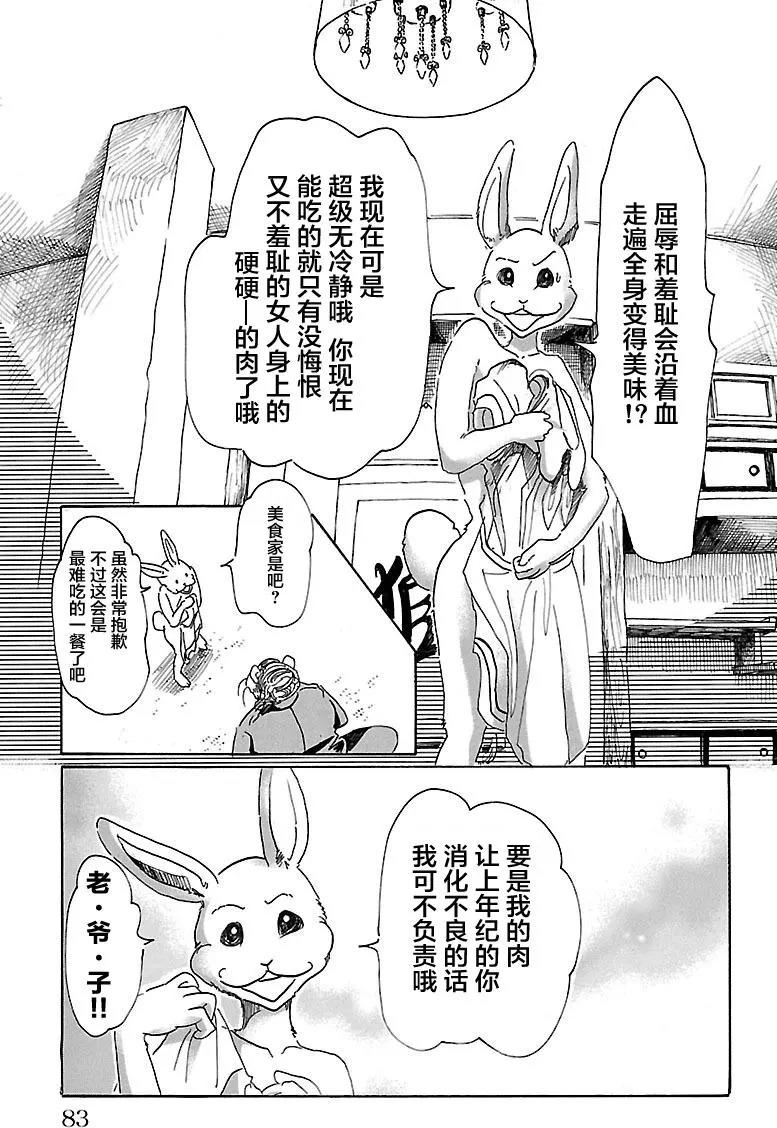 屈辱和羞耻会沿着血
走遍全身变得美味!?
我现在可是
超级无冷静哦 你现在
能吃的就只有没悔恨
又不羞耻的女人身上的
硬硬—的肉了哦
美食家是吧？
虽然非常抱歉
不过这会是
最难吃的一餐了吧
要是我的肉
让上年纪的你
消化不良的话
我可不负责哦
老·爷·子!!
83